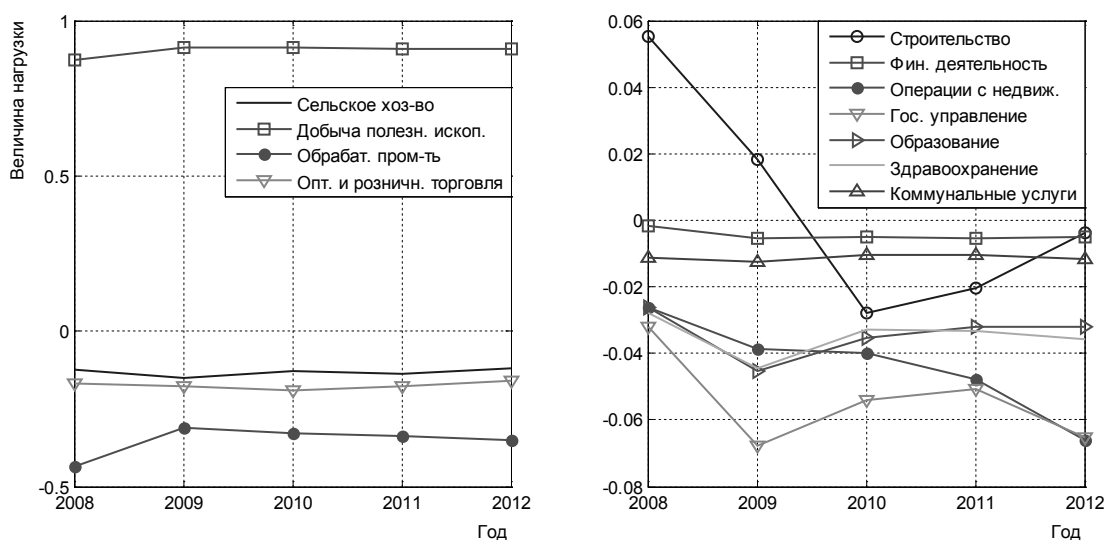 Величина нагрузки
1
0.5
0
-0.5
2008 2009 2010 2011 2012
Год
Сельское хоз-во
Добыча полезн. ископ.
Обрабат. пром-ть
Опт. и рознич. торговля
0.06
0.04
0.02
0
-0.02
-0.04
-0.06
-0.08
2008 2009 2010 2011 2012
Год
Строительство
Фин. деятельность
Операции с недвиж.
Гос. управление
Образование
Здравоохранение
Коммунальные услуги